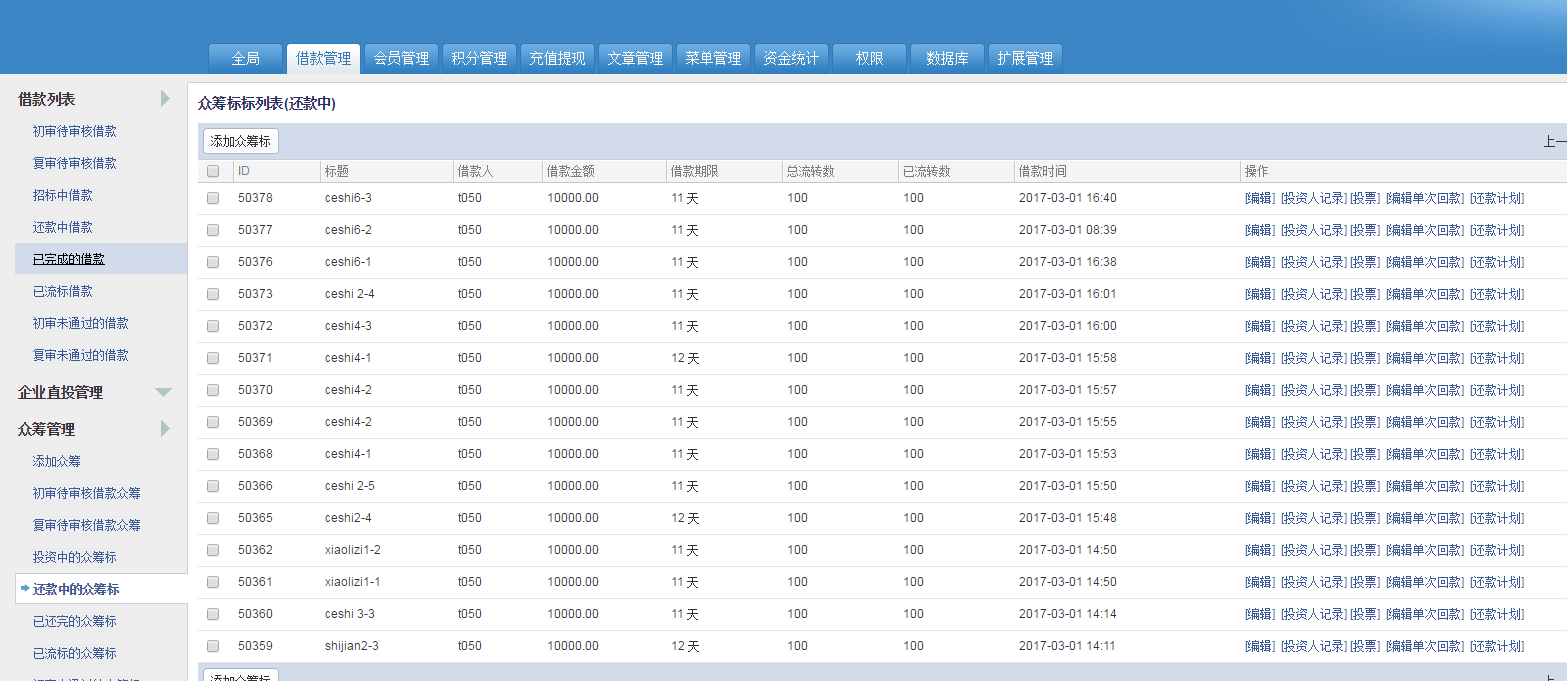 全局 借款管理 会员管理 积分管理 充值提现 文章管理 菜单管理 资金统计 权限 数据库 扩展管理
借款列表
初审待审核借款
复审待审核借款
招标中借款
还款中借款
已完成的借款
已流标借款
初审未通过的借款
复审未通过的借款
企业直投管理
众筹管理
添加众筹
初审待审核借款众筹
复审待审核借款众筹
投资中的众筹标
还款中的众筹标
已还完的众筹标
已流标的众筹标
众筹标标列表(还款中)
添加众筹标 上一
ID 标题 借款人 借款金额 借款期限 总流转数 已流转数 借款时间 操作
50378 ceshi6-3 t050 10000.00 11 天 100 100 2017-03-01 16:40 [编辑] [投资人记录] [投票] [编辑单次回款] [还款计划]
50377 ceshi6-2 t050 10000.00 11 天 100 100 2017-03-01 08:39 [编辑] [投资人记录] [投票] [编辑单次回款] [还款计划]
50376 ceshi6-1 t050 10000.00 11 天 100 100 2017-03-01 16:38 [编辑] [投资人记录] [投票] [编辑单次回款] [还款计划]
50373 ceshi 2-4 t050 10000.00 11 天 100 100 2017-03-01 16:01 [编辑] [投资人记录] [投票] [编辑单次回款] [还款计划]
50372 ceshi4-3 t050 10000.00 11 天 100 100 2017-03-01 16:00 [编辑] [投资人记录] [投票] [编辑单次回款] [还款计划]
50371 ceshi4-1 t050 10000.00 12 天 100 100 2017-03-01 15:58 [编辑] [投资人记录] [投票] [编辑单次回款] [还款计划]
50370 ceshi4-2 t050 10000.00 11 天 100 100 2017-03-01 15:57 [编辑] [投资人记录] [投票] [编辑单次回款] [还款计划]
50369 ceshi4-2 t050 10000.00 11 天 100 100 2017-03-01 15:55 [编辑] [投资人记录] [投票] [编辑单次回款] [还款计划]
50368 ceshi4-1 t050 10000.00 11 天 100 100 2017-03-01 15:53 [编辑] [投资人记录] [投票] [编辑单次回款] [还款计划]
50366 ceshi 2-5 t050 10000.00 11 天 100 100 2017-03-01 15:50 [编辑] [投资人记录] [投票] [编辑单次回款] [还款计划]
50365 ceshi2-4 t050 10000.00 12 天 100 100 2017-03-01 15:48 [编辑] [投资人记录] [投票] [编辑单次回款] [还款计划]
50362 xiaolizi1-2 t050 10000.00 11 天 100 100 2017-03-01 14:50 [编辑] [投资人记录] [投票] [编辑单次回款] [还款计划]
50361 xiaolizi1-1 t050 10000.00 11 天 100 100 2017-03-01 14:50 [编辑] [投资人记录] [投票] [编辑单次回款] [还款计划]
50360 ceshi 3-3 t050 10000.00 11 天 100 100 2017-03-01 14:14 [编辑] [投资人记录] [投票] [编辑单次回款] [还款计划]
50359 shijian2-3 t050 10000.00 12 天 100 100 2017-03-01 14:11 [编辑] [投资人记录] [投票] [编辑单次回款] [还款计划]
添加众筹标